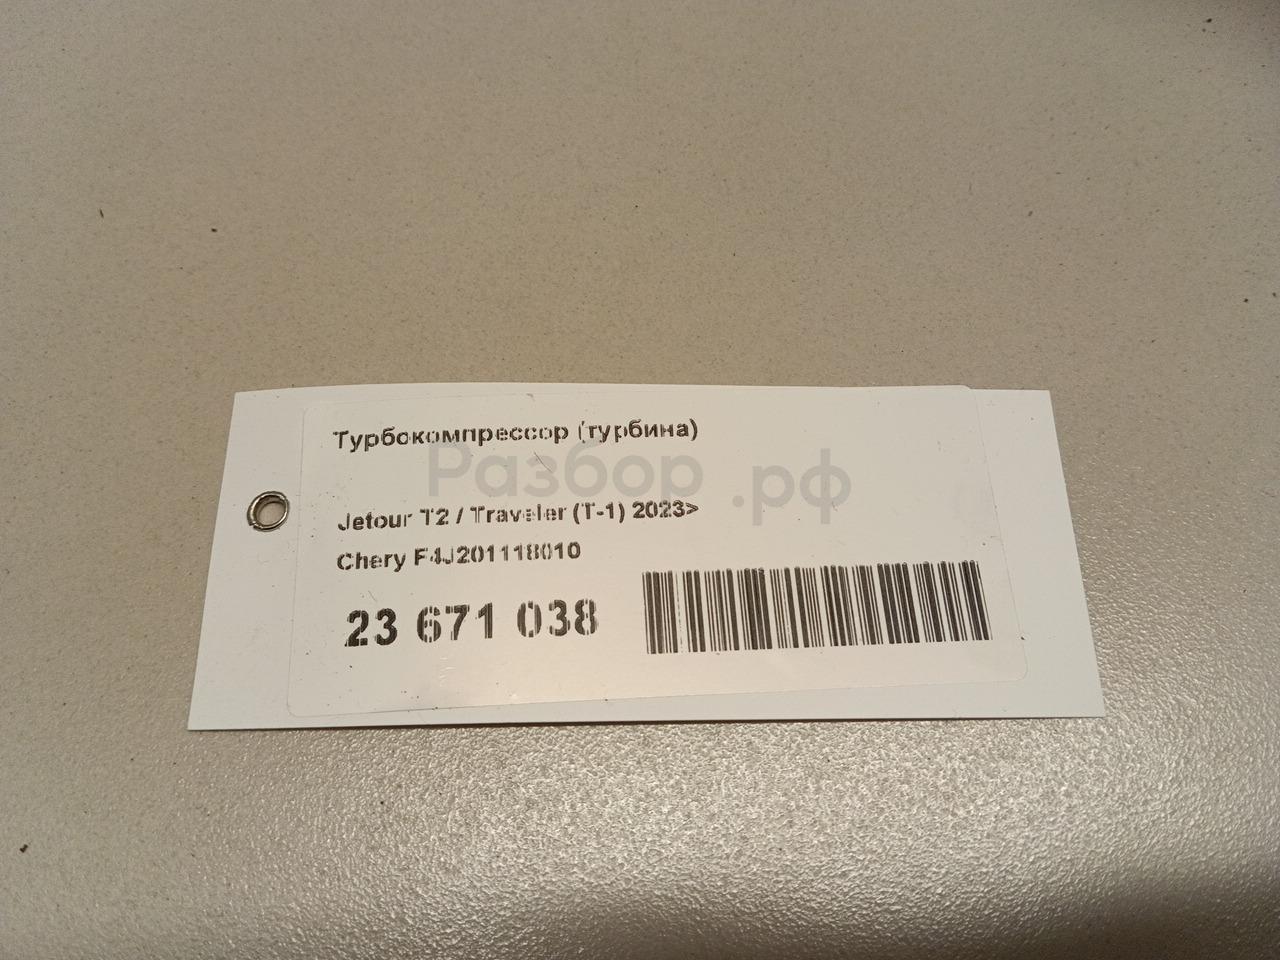 Турбокомпрессор (турбина)
Разбор.рф
Jetour T2 / Traveler (T-1) 2023>
Chery F4J201118010
23 671 038